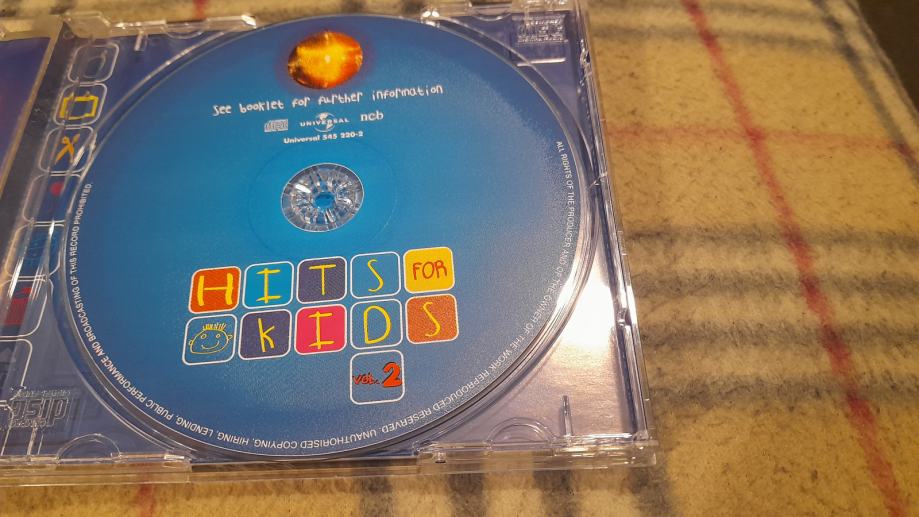 See booklet for further information
UNIVERSAL ncb
Universal 545 220-2
HITS FOR
KIDS
VOL. 2
ALL RIGHTS OF THE PRODUCER AND OF THE OWNER OF THE WORK REPRODUCED RESERVED. UNAUTHORISED COPYING, HIRING, LENDING, PUBLIC PERFORMANCE AND BROADCASTING OF THIS RECORD PROHIBITED
disc